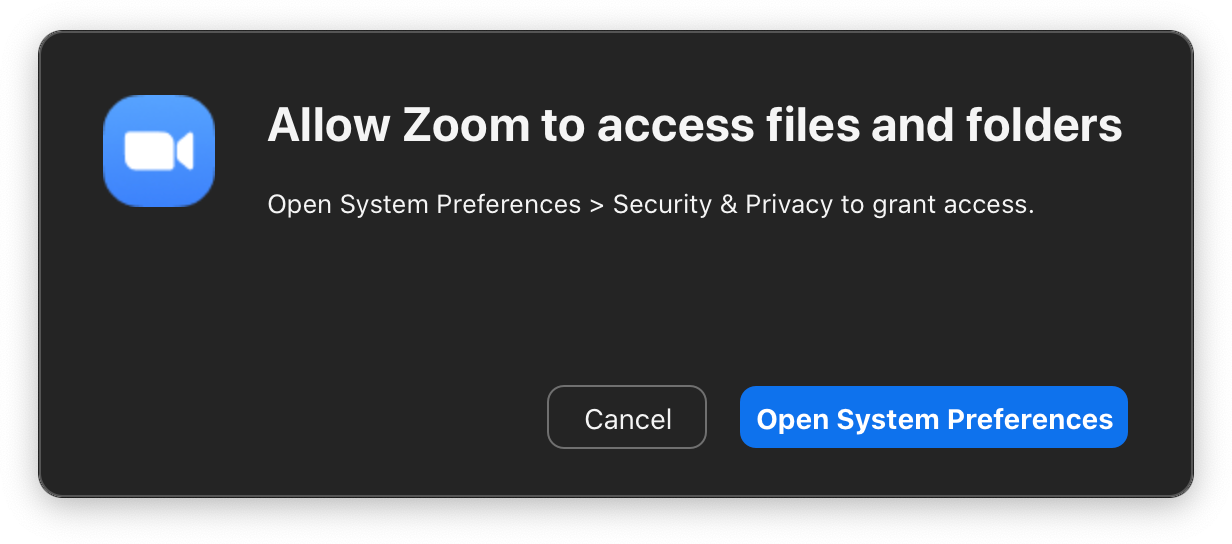 Allow Zoom to access files and folders
Open System Preferences > Security & Privacy to grant access.
Cancel
Open System Preferences